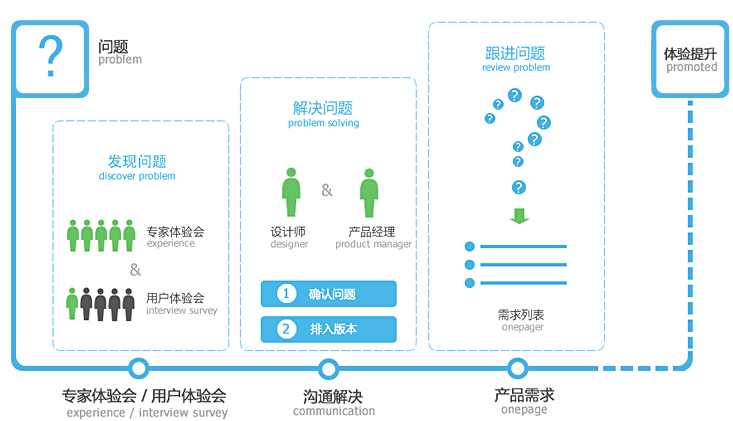 ?
问题
problem
发现问题
discover problem
专家体验会
experience
&
用户体验会
interview survey
解决问题
problem solving
&
设计师
designer
产品经理
product manager
1 确认问题
2 排入版本
跟进问题
review problem
? ? ? ? ? ? ? ? ?
需求列表
onepager
体验提升
promoted
专家体验会 / 用户体验会
experience / interview survey
沟通解决
communication
产品需求
onepage